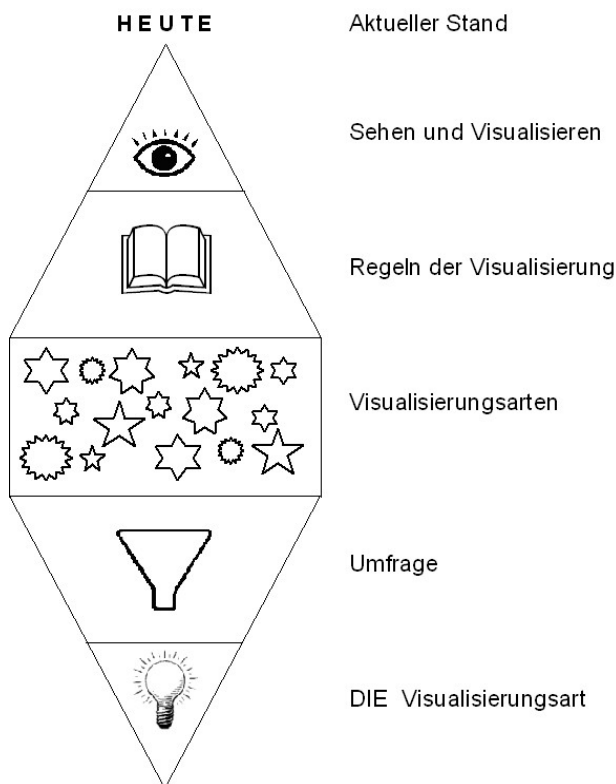 HEUTE Aktueller Stand
Sehen und Visualisieren
Regeln der Visualisierung
Visualisierungsarten
Umfrage
DIE Visualisierungsart